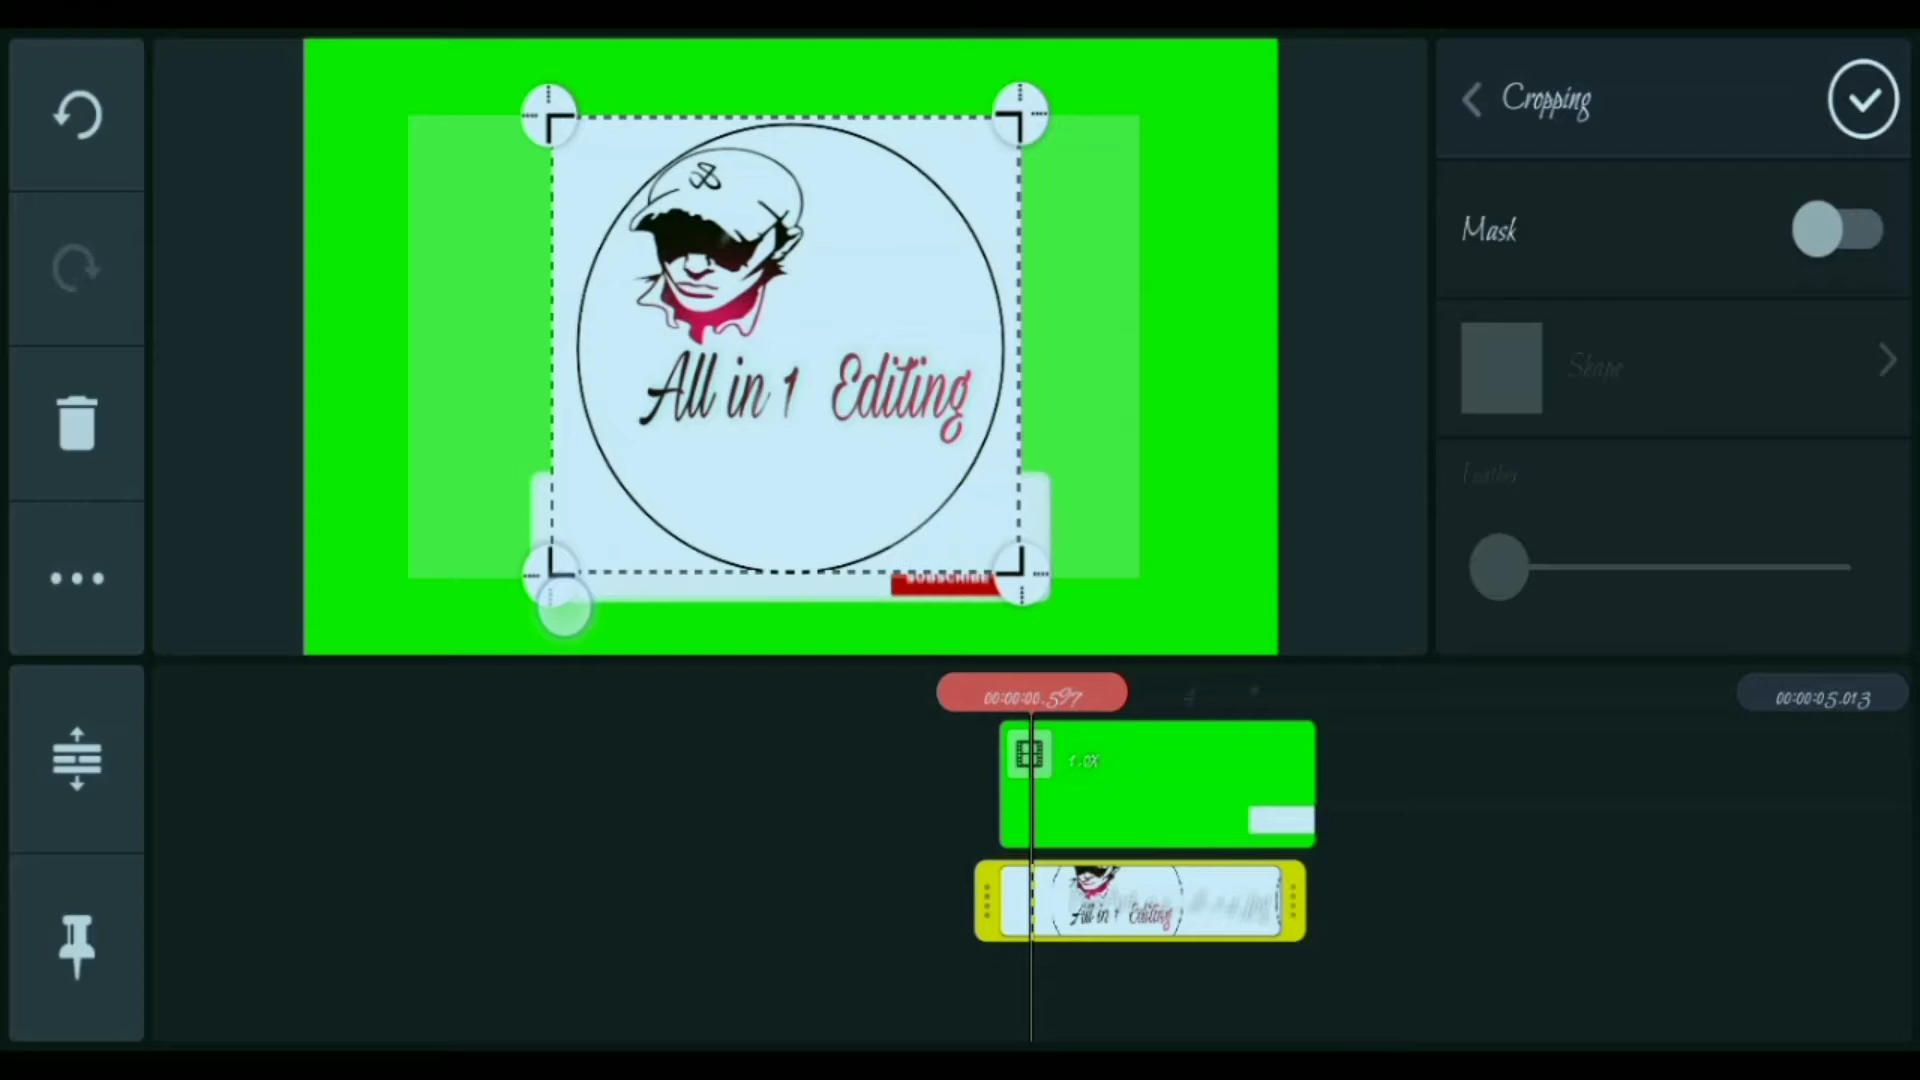 Cropping
Mask
Shape
Feather
All in 1 Editing
SUBSCRIBE
00:00:00.597
4
00:00:05.013
1.0X
All in 1 Editing